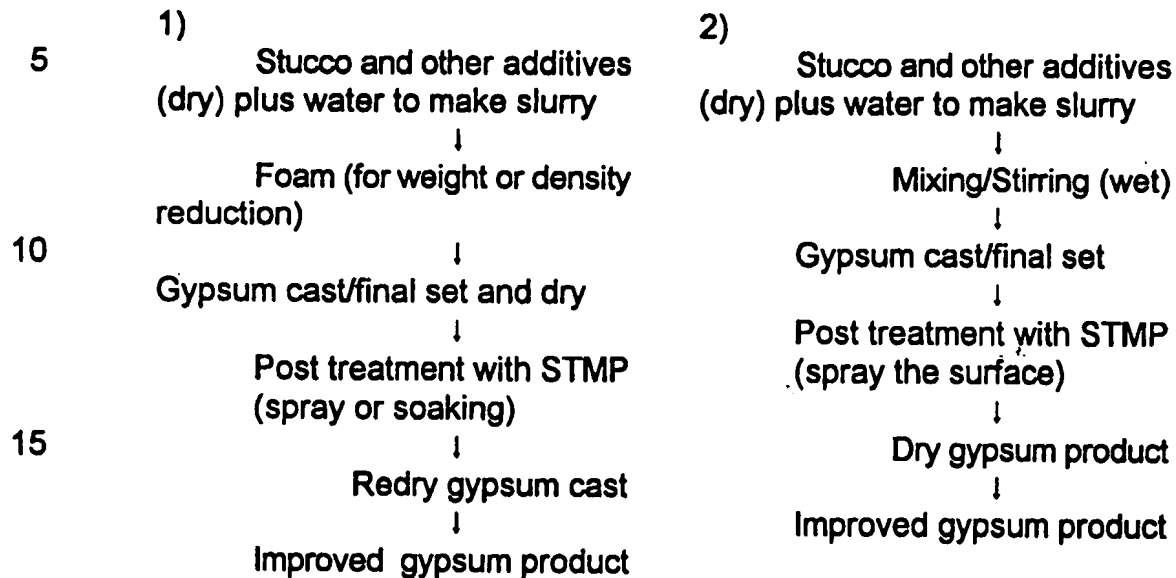 1)
5
Stucco and other additives
(dry) plus water to make slurry
↓
Foam (for weight or density
reduction)
↓
10
Gypsum cast/final set and dry
↓
Post treatment with STMP
(spray or soaking)
↓
15
Redry gypsum cast
↓
Improved gypsum product
2)
Stucco and other additives
(dry) plus water to make slurry
↓
Mixing/Stirring (wet)
↓
Gypsum cast/final set
↓
Post treatment with STMP
(spray the surface)
↓
Dry gypsum product
↓
Improved gypsum product